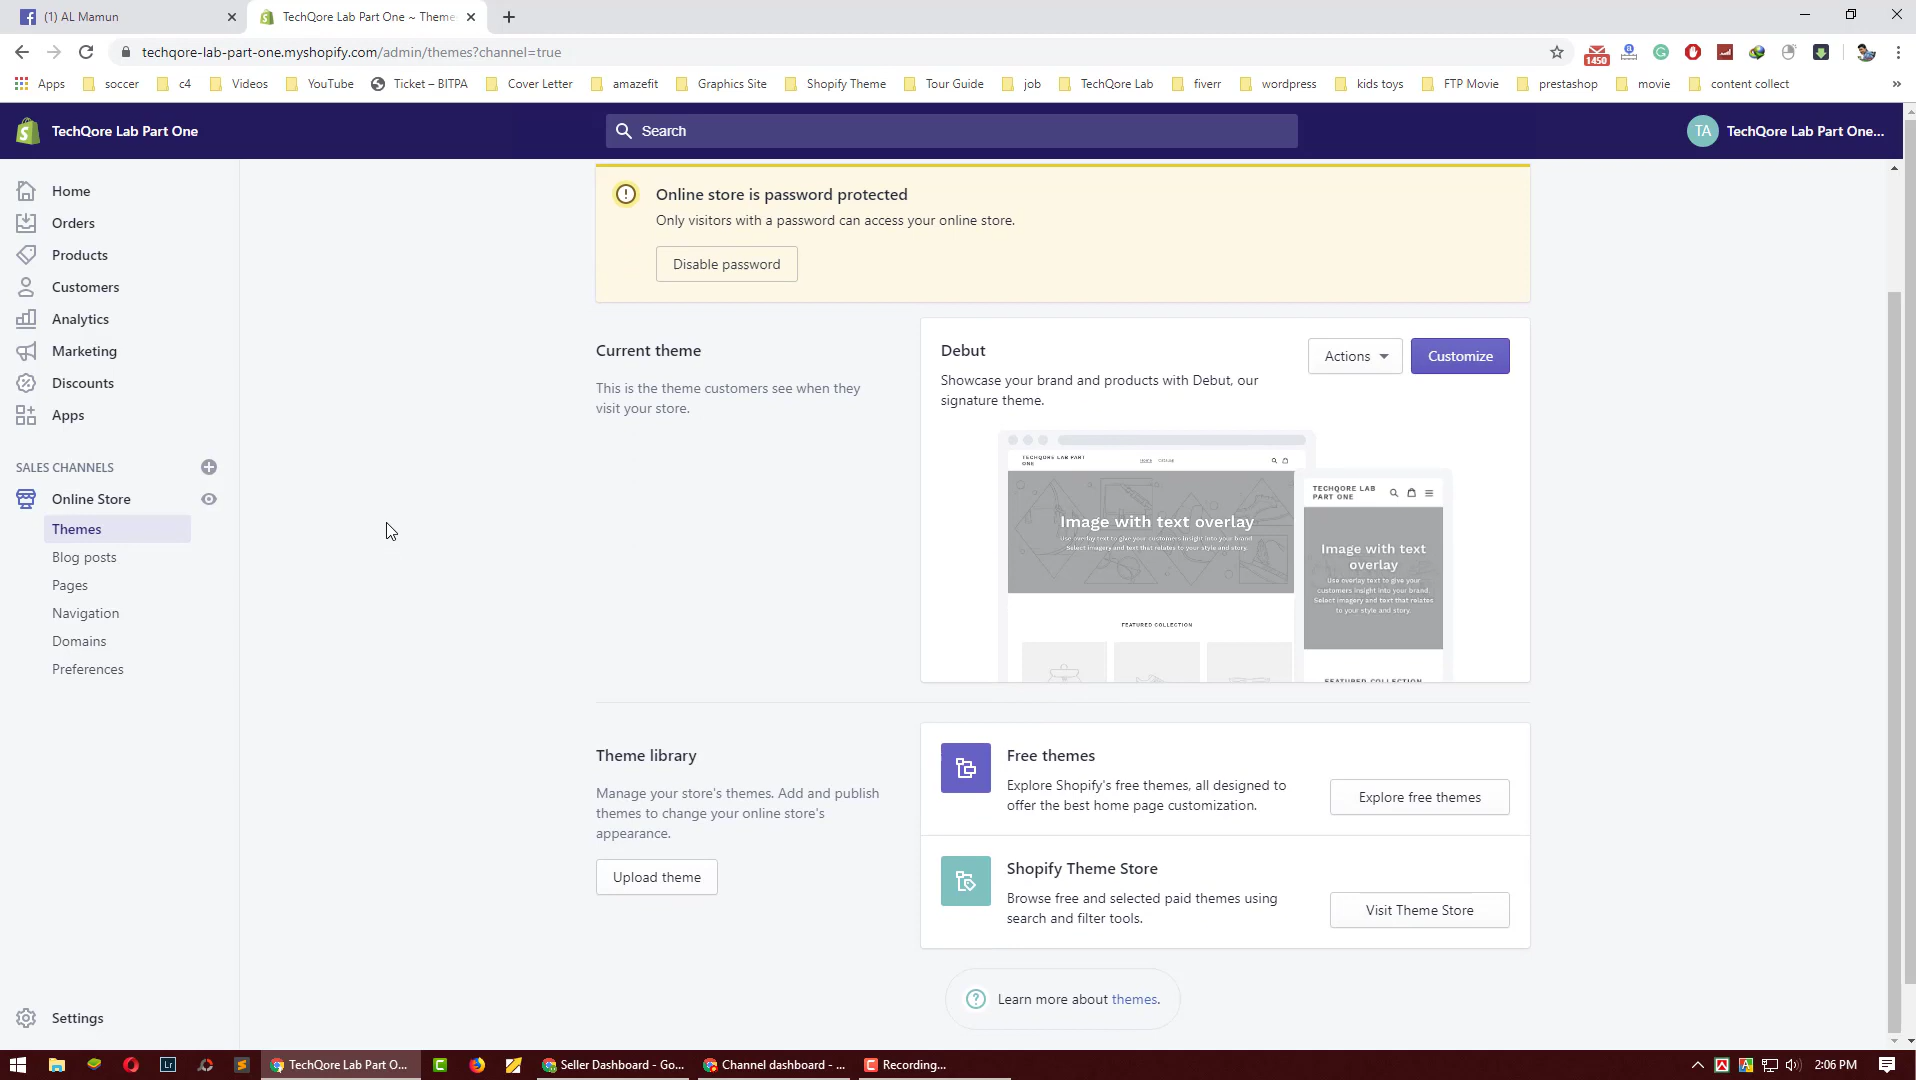 (1) AL Mamun
TechQore Lab Part One ~ Theme
techqore-lab-part-one.myshopify.com/admin/themes?channel=true
1450
Apps
soccer
c4
Videos
YouTube
Ticket – BITPA
Cover Letter
amazefit
Graphics Site
Shopify Theme
Tour Guide
job
TechQore Lab
fiverr
wordpress
kids toys
FTP Movie
prestashop
movie
content collect
»
TechQore Lab Part One
Search
TA
TechQore Lab Part One...
Home
Orders
Products
Customers
Analytics
Marketing
Discounts
Apps
SALES CHANNELS
Online Store
Themes
Blog posts
Pages
Navigation
Domains
Preferences
Settings
Online store is password protected
Only visitors with a password can access your online store.
Disable password
Current theme
This is the theme customers see when they
visit your store.
Debut
Actions
Customize
Showcase your brand and products with Debut, our
signature theme.
TECHQORE LAB PART
ONE
Image with text overlay
Use overlay text to give your customers insight into your brand.
Select imagery and text that relates to your style and story.
FEATURED COLLECTION
TECHQORE LAB
PART ONE
Image with text
overlay
Use overlay text to give your
customers insight into your brand.
Select imagery and text that relates
to your style and story.
FEATURED COLLECTION
Theme library
Manage your store's themes. Add and publish
themes to change your online store's
appearance.
Upload theme
Free themes
Explore Shopify's free themes, all designed to
offer the best home page customization.
Explore free themes
Shopify Theme Store
Browse free and selected paid themes using
search and filter tools.
Visit Theme Store
Learn more about themes.
Lr
TechQore Lab Part O...
Seller Dashboard - Go...
Channel dashboard - ...
Recording...
2:06 PM